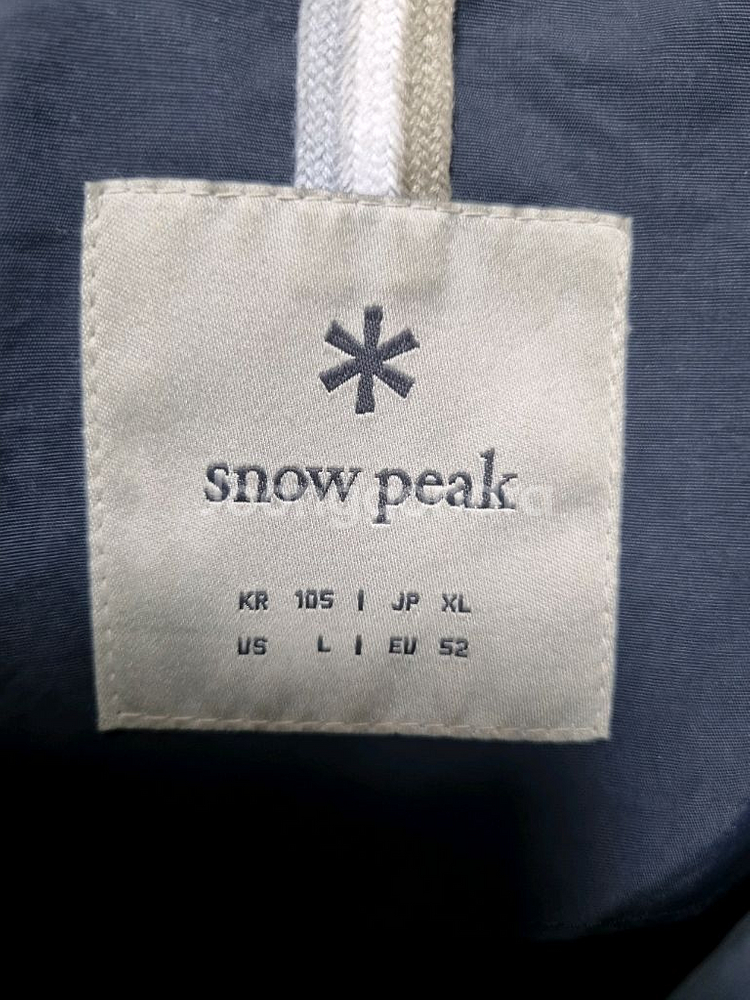 snow peak
KR 105 | JP XL
US L | EU 52